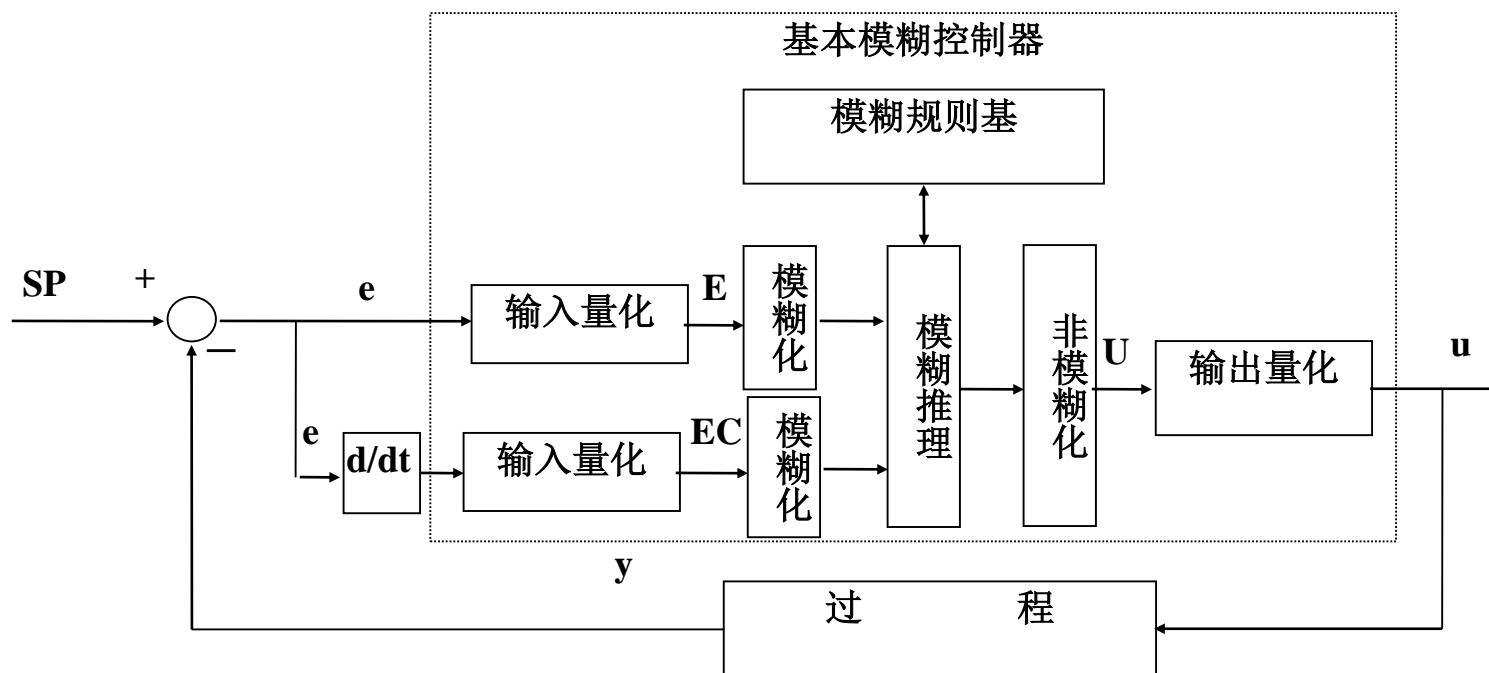 基本模糊控制器
模糊规则基
SP
+
e
输入量化
E
模糊化
模糊推理
非模糊化
U
输出量化
u
—
e
d/dt
输入量化
EC
模糊化
y
过 程